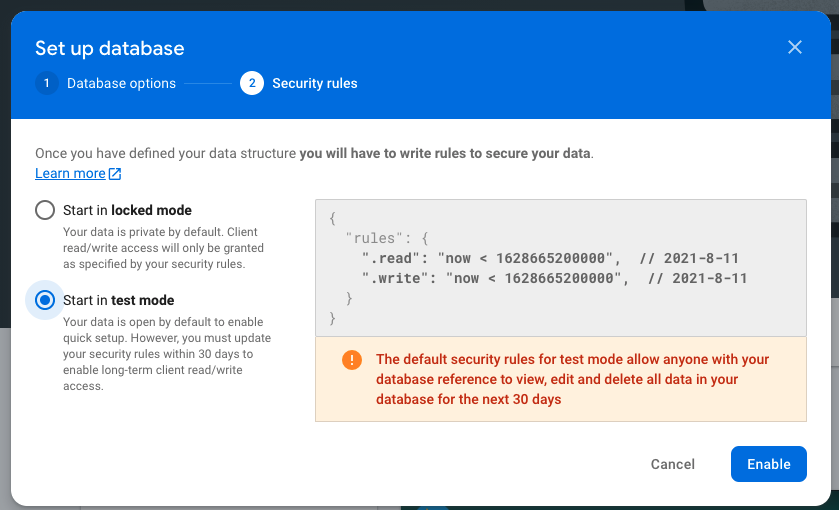 Set up database
1 Database options 2 Security rules
Once you have defined your data structure you will have to write rules to secure your data.
Learn more
Start in locked mode
Your data is private by default. Client
read/write access will only be granted
as specified by your security rules.
Start in test mode
Your data is open by default to enable
quick setup. However, you must update
your security rules within 30 days to
enable long-term client read/write
access.
{
"rules": {
".read": "now < 1628665200000",  // 2021-8-11
".write": "now < 1628665200000",  // 2021-8-11
}
}
The default security rules for test mode allow anyone with your
database reference to view, edit and delete all data in your
database for the next 30 days
Cancel Enable